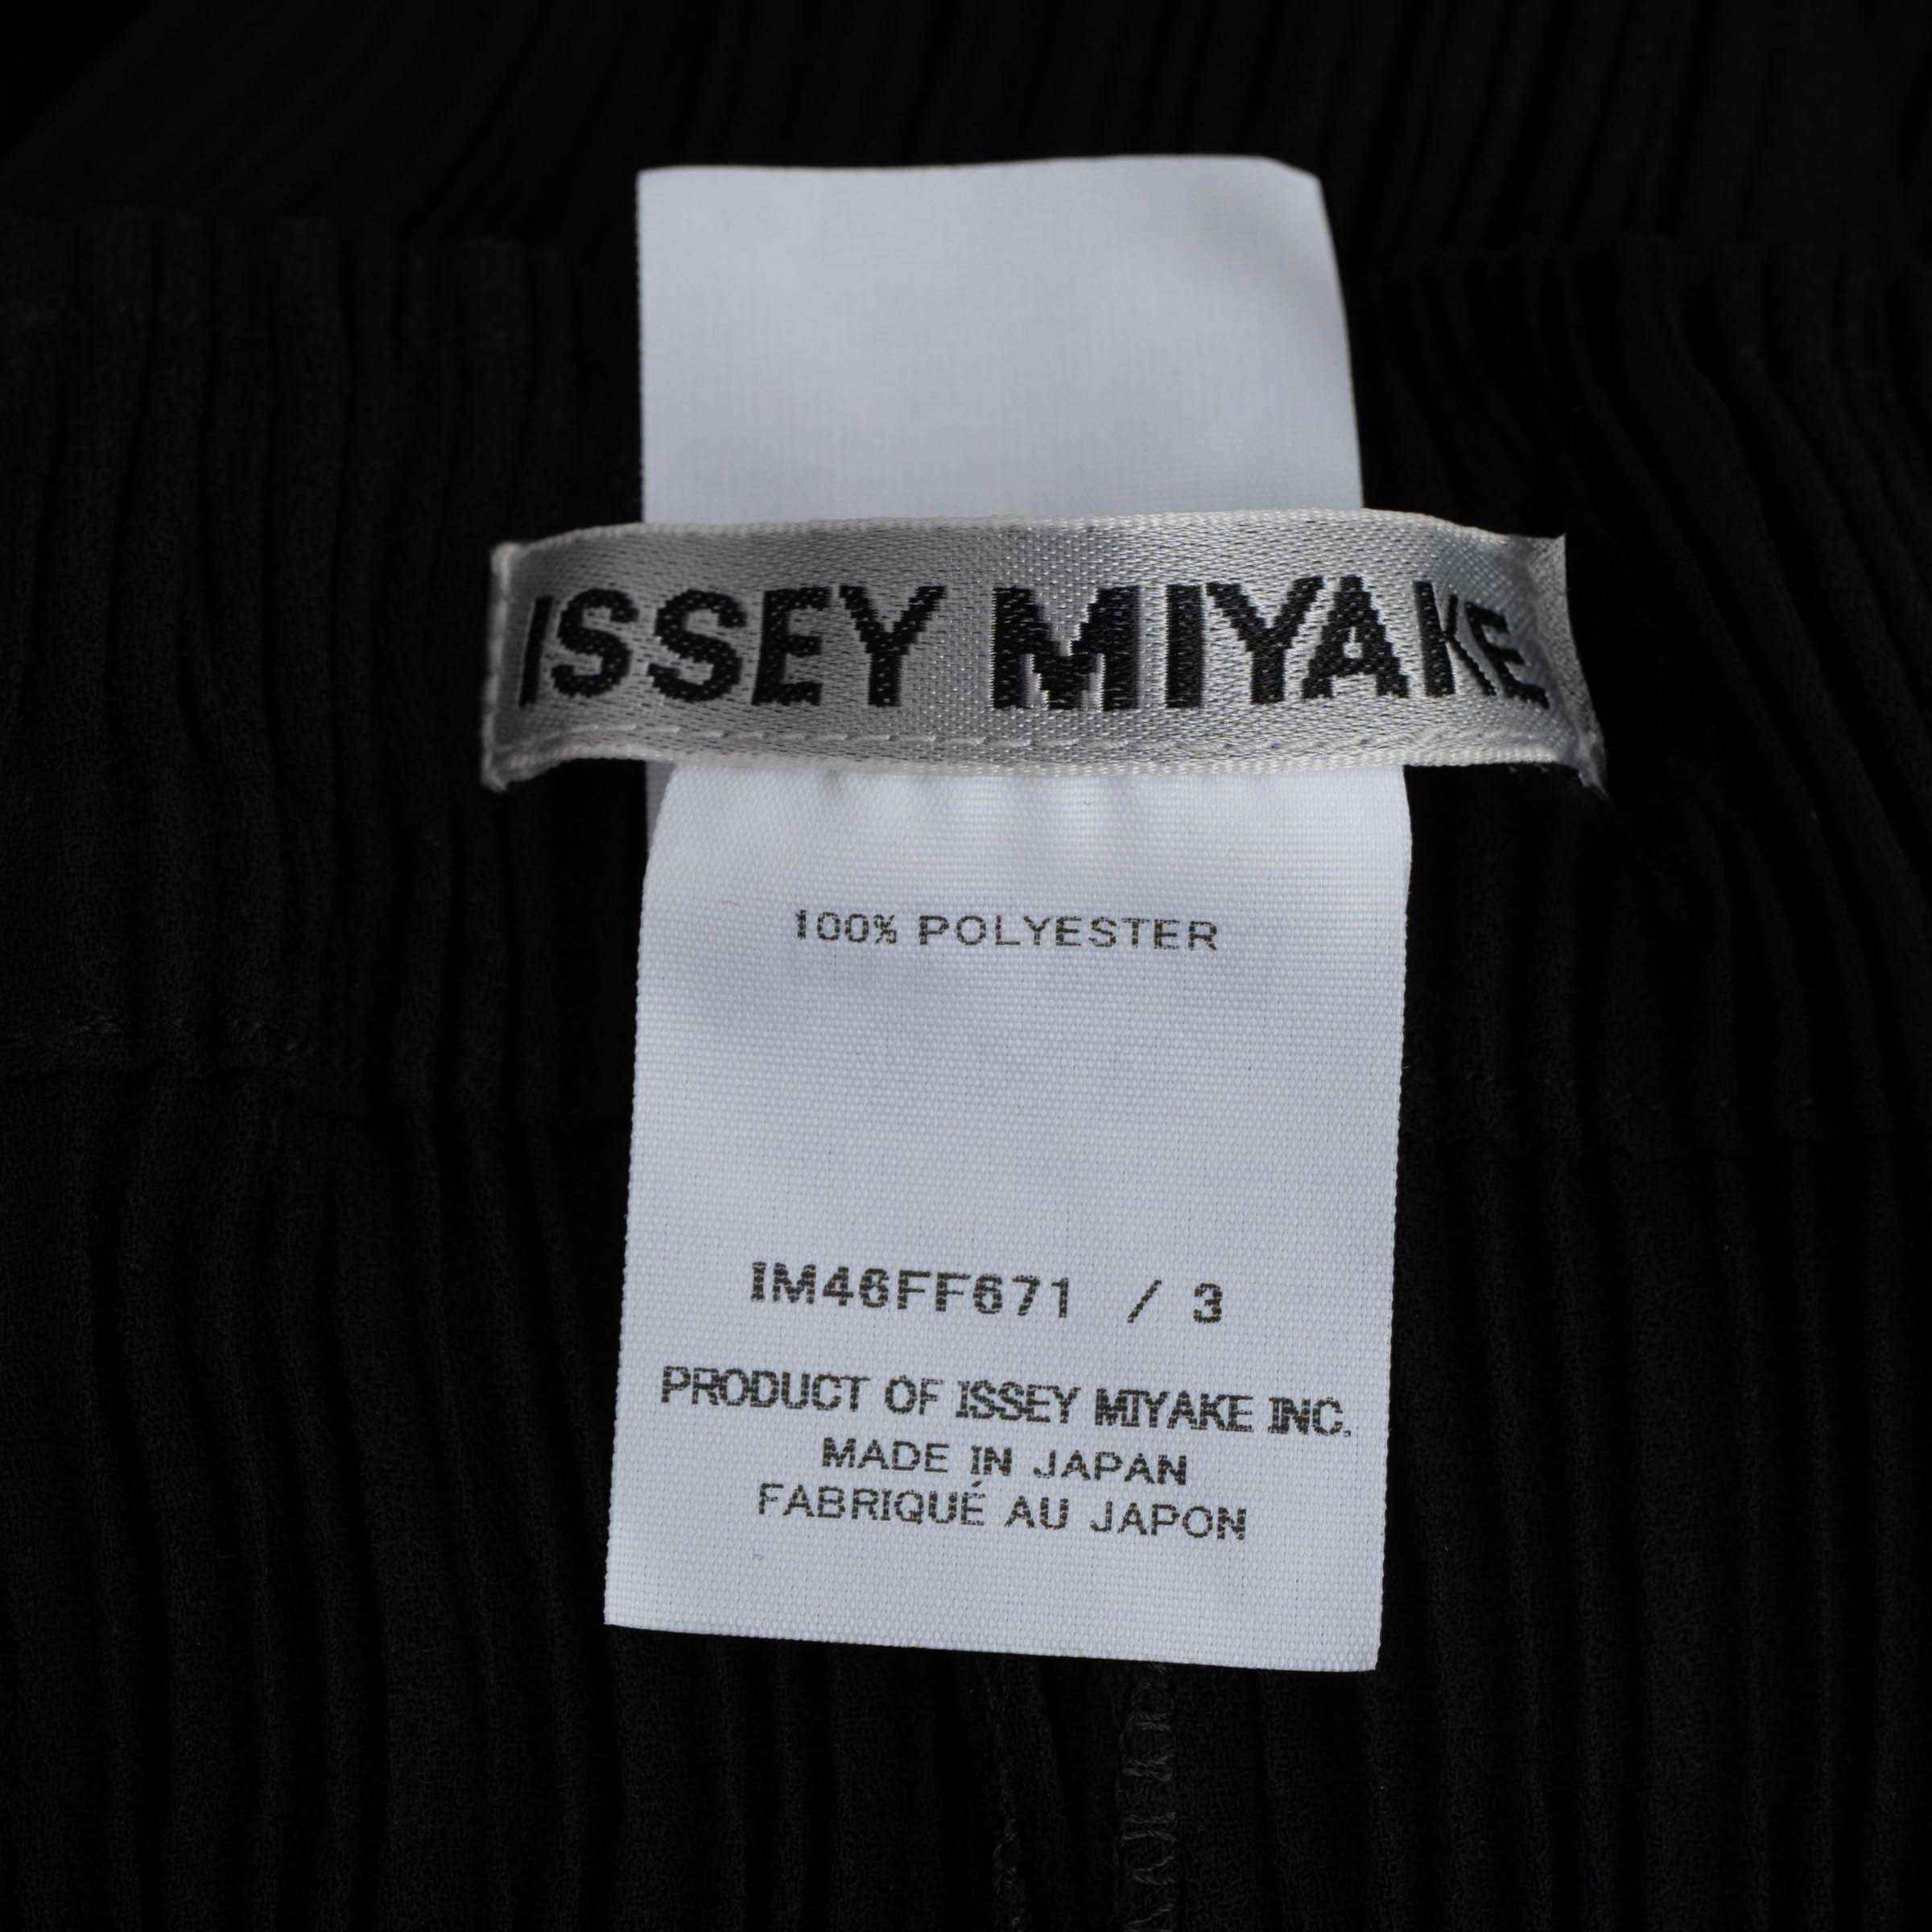 ISSEY MIYAKE
100% POLYESTER
IM46FF671 / 3
PRODUCT OF ISSEY MIYAKE INC.
MADE IN JAPAN
FABRIQUÉ AU JAPON